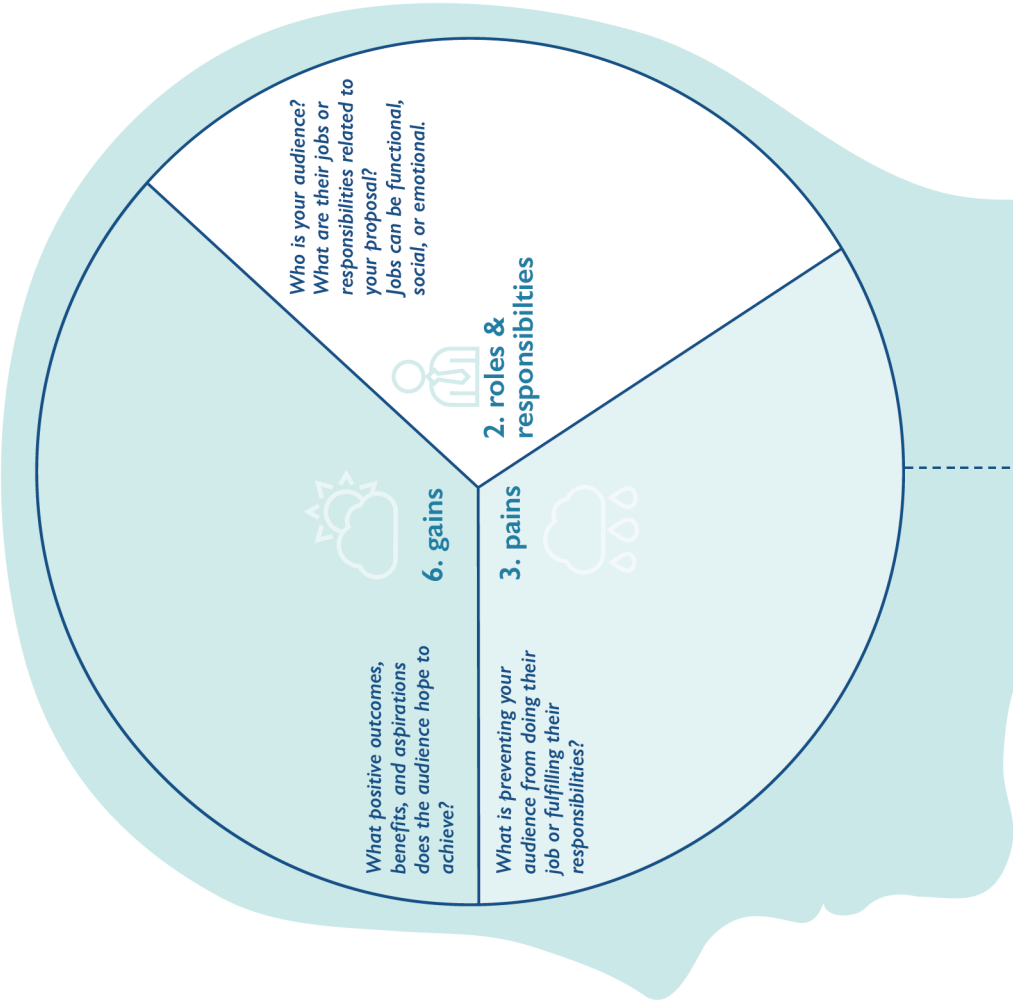 6. gains
What positive outcomes,
benefits, and aspirations
does the audience hope to
achieve?
Who is your audience?
What are their jobs or
responsibilities related to
your proposal?
Jobs can be functional,
social, or emotional.
2. roles &
responsibilties
3. pains
What is preventing your
audience from doing their
job or fulfilling their
responsibilities?